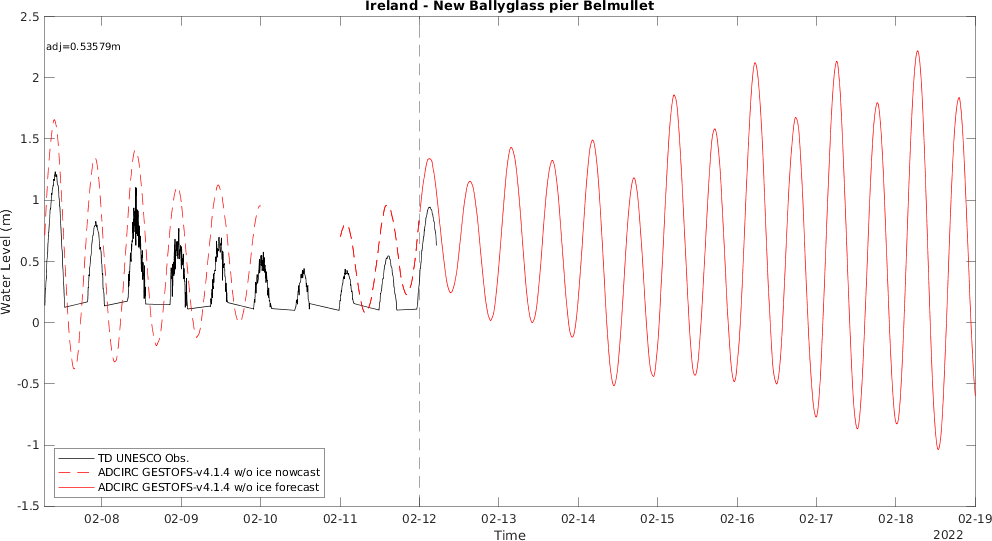 Ireland - New Ballyglass pier Belmullet
adj=0.53579m
2.5
2
1.5
1
0.5
0
-0.5
-1
-1.5
Water Level (m)
TD UNESCO Obs.
ADCIRC GESTOFS-v4.1.4 w/o ice nowcast
ADCIRC GESTOFS-v4.1.4 w/o ice forecast
02-08 02-09 02-10 02-11 02-12 02-13 02-14 02-15 02-16 02-17 02-18 02-19
Time
2022